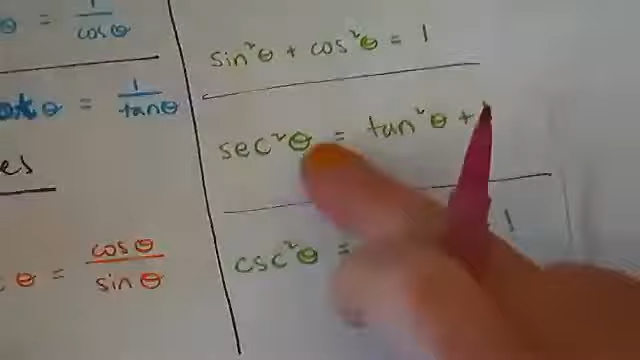 θ = 1/cosθ
θ = 1/tanθ
es
θ = cosθ/sinθ
sin²θ + cos²θ = 1
sec²θ = tan²θ +
csc²θ = 1